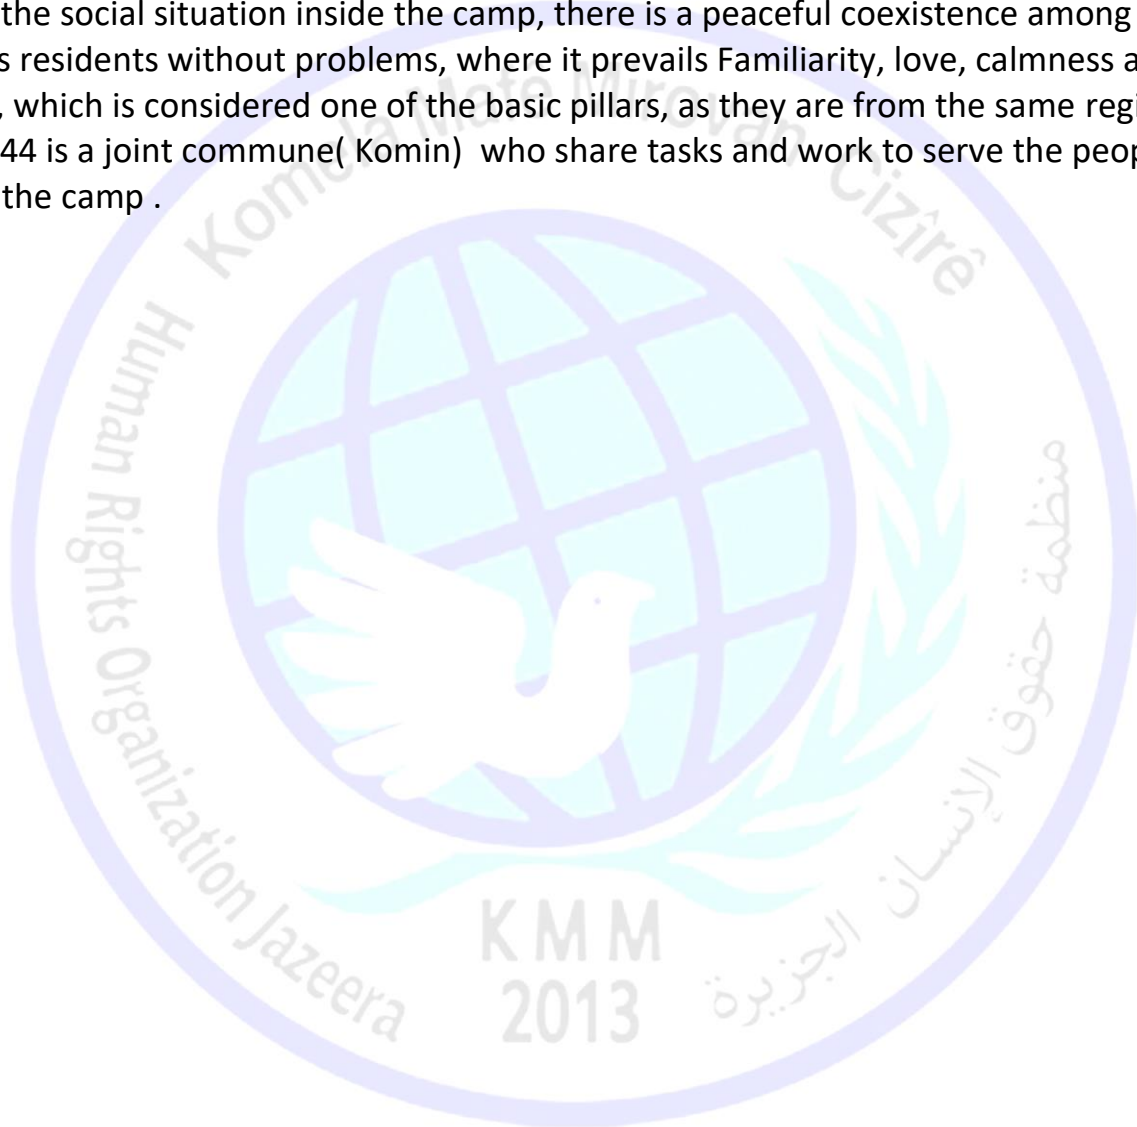 the social situation inside the camp, there is a peaceful coexistence among
s residents without problems, where it prevails Familiarity, love, calmness a
, which is considered one of the basic pillars, as they are from the same regi
44 is a joint commune( Komin) who share tasks and work to serve the peop
the camp .
Komela Mafê Mirovan Cizîrê
Human Rights Organization Jazeera
منظمة حقوق الإنسان الجزيرة
KMM
2013